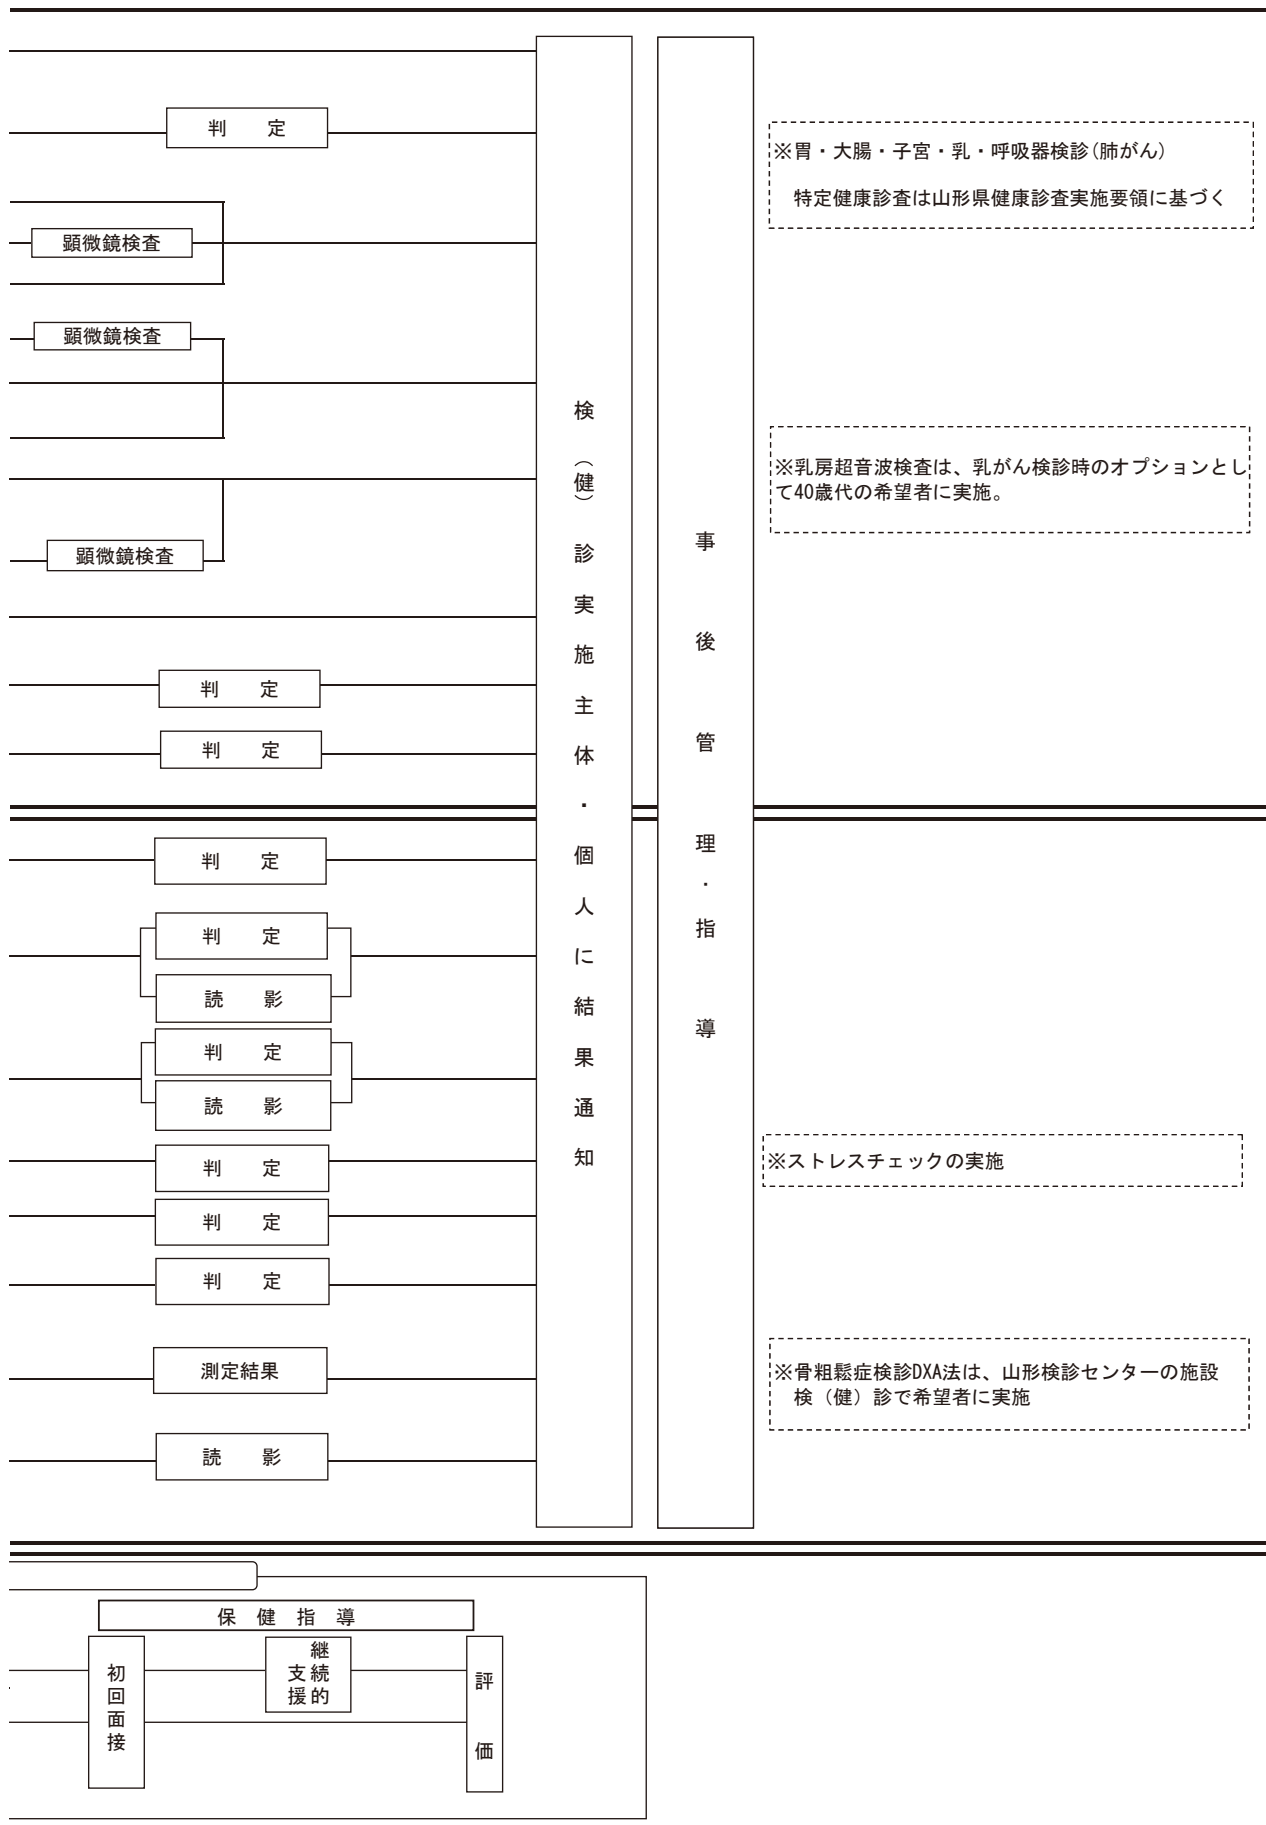 判　定
顕微鏡検査
顕微鏡検査
顕微鏡検査
判　定
判　定
判　定
判　定
読　影
判　定
読　影
判　定
判　定
判　定
測定結果
読　影
検（健）診実施主体・個人に結果通知
事後管理・指導
※胃・大腸・子宮・乳・呼吸器検診(肺がん)
特定健康診査は山形県健康診査実施要領に基づく
※乳房超音波検査は、乳がん検診時のオプションとし
て40歳代の希望者に実施。
※ストレスチェックの実施
※骨粗鬆症検診DXA法は、山形検診センターの施設
検（健）診で希望者に実施
保健指導
初回面接
継続的
支援
評価